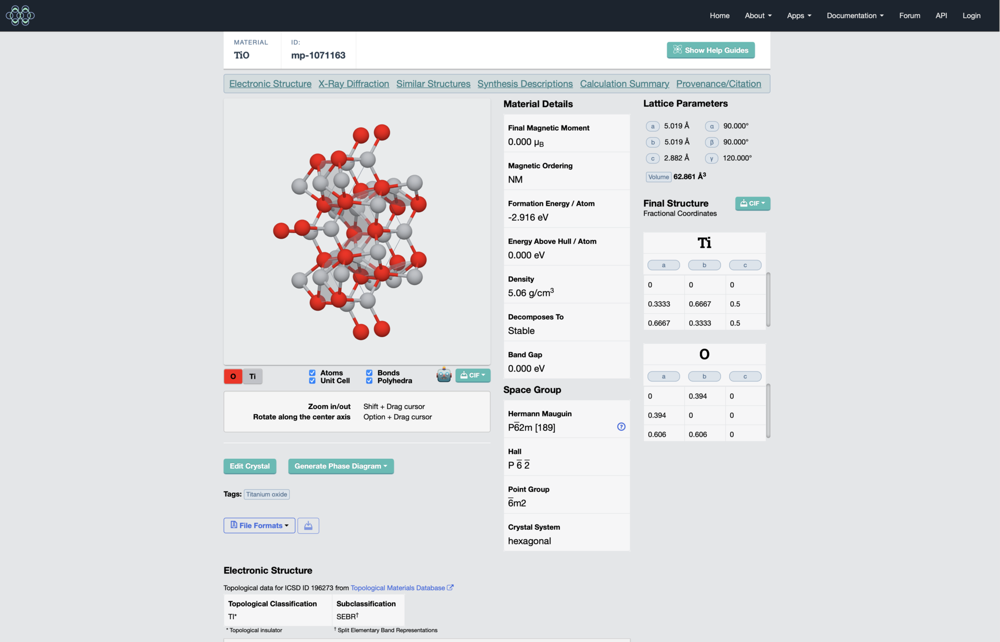 Home About Apps Documentation Forum API Login
MATERIAL
TiO
ID:
mp-1071163
Show Help Guides
Electronic Structure X-Ray Diffraction Similar Structures Synthesis Descriptions Calculation Summary Provenance/Citation
O Ti
Atoms Bonds
Unit Cell Polyhedra
CIF
Zoom in/out Shift + Drag cursor
Rotate along the center axis Option + Drag cursor
Edit Crystal Generate Phase Diagram
Tags: Titanium oxide
File Formats
Material Details
Final Magnetic Moment
0.000 μB
Magnetic Ordering
NM
Formation Energy / Atom
-2.916 eV
Energy Above Hull / Atom
0.000 eV
Density
5.06 g/cm³
Decomposes To
Stable
Band Gap
0.000 eV
Space Group
Hermann Mauguin
P6̅2m [189]
?
Hall
P 6̅ 2̅
Point Group
6̅m2
Crystal System
hexagonal
Lattice Parameters
a 5.019 Å α 90.000°
b 5.019 Å β 90.000°
c 2.882 Å γ 120.000°
Volume 62.861 Å³
Final Structure
Fractional Coordinates
CIF
Ti
a b c
0 0 0
0.3333 0.6667 0.5
0.6667 0.3333 0.5
O
a b c
0 0.394 0
0.394 0 0
0.606 0.606 0
Electronic Structure
Topological data for ICSD ID 196273 from Topological Materials Database
Topological Classification Subclassification
TI* SEBR†
* Topological insulator † Split Elementary Band Representations